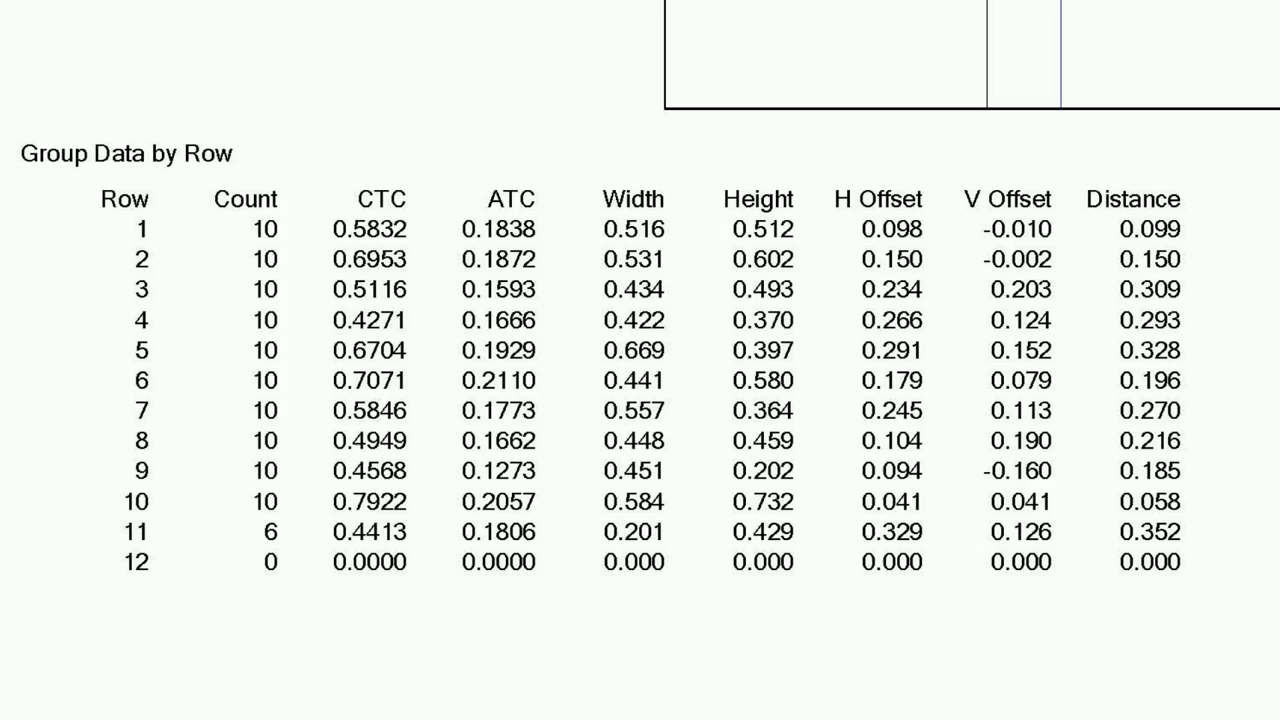 Group Data by Row
Row Count CTC ATC Width Height H Offset V Offset Distance
1 10 0.5832 0.1838 0.516 0.512 0.098 -0.010 0.099
2 10 0.6953 0.1872 0.531 0.602 0.150 -0.002 0.150
3 10 0.5116 0.1593 0.434 0.493 0.234 0.203 0.309
4 10 0.4271 0.1666 0.422 0.370 0.266 0.124 0.293
5 10 0.6704 0.1929 0.669 0.397 0.291 0.152 0.328
6 10 0.7071 0.2110 0.441 0.580 0.179 0.079 0.196
7 10 0.5846 0.1773 0.557 0.364 0.245 0.113 0.270
8 10 0.4949 0.1662 0.448 0.459 0.104 0.190 0.216
9 10 0.4568 0.1273 0.451 0.202 0.094 -0.160 0.185
10 10 0.7922 0.2057 0.584 0.732 0.041 0.041 0.058
11 6 0.4413 0.1806 0.201 0.429 0.329 0.126 0.352
12 0 0.0000 0.0000 0.000 0.000 0.000 0.000 0.000